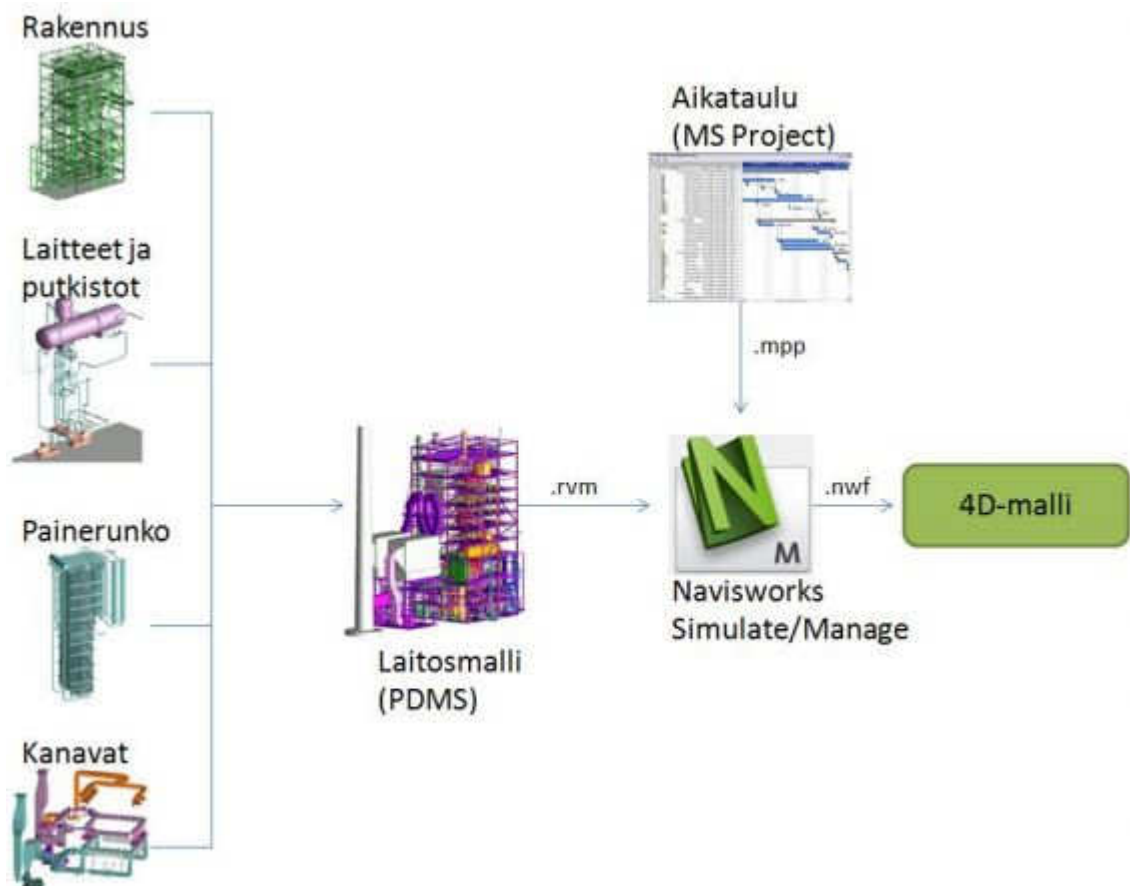 Rakennus
Laitteet ja
putkistot
Painerunko
Kanavat
Laitosmalli
(PDMS)
.rvm
Aikataulu
(MS Project)
.mpp
N
M
Navisworks
Simulate/Manage
.nwf
4D-malli